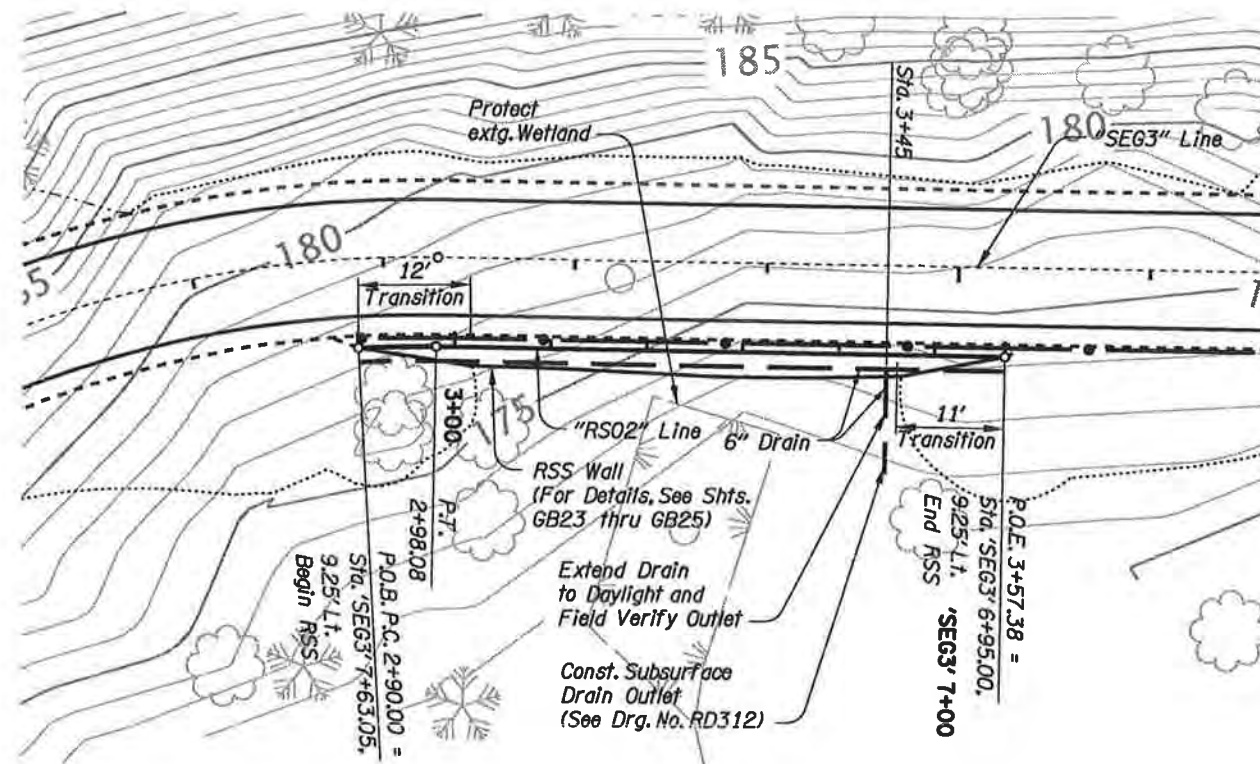 185
Sta. 3+45
Protect
extg. Wetland
180
"SEG3" Line
180
12'
Transition
175
3+00
"RSO2" Line
6" Drain
11'
Transition
RSS Wall
(For Details, See Shts.
GB23 thru GB25)
P.T.
2+98.08
P.O.B. P.C. 2+90.00 =
Sta. 'SEG3' 7+63.05,
9.25' Lt.
Begin RSS
Extend Drain
to Daylight and
Field Verify Outlet
Const. Subsurface
Drain Outlet
(See Drg. No. RD312)
P.O.E. 3+57.38 =
Sta. 'SEG3' 6+95.00,
9.25' Lt.
End RSS
'SEG3' 7+00